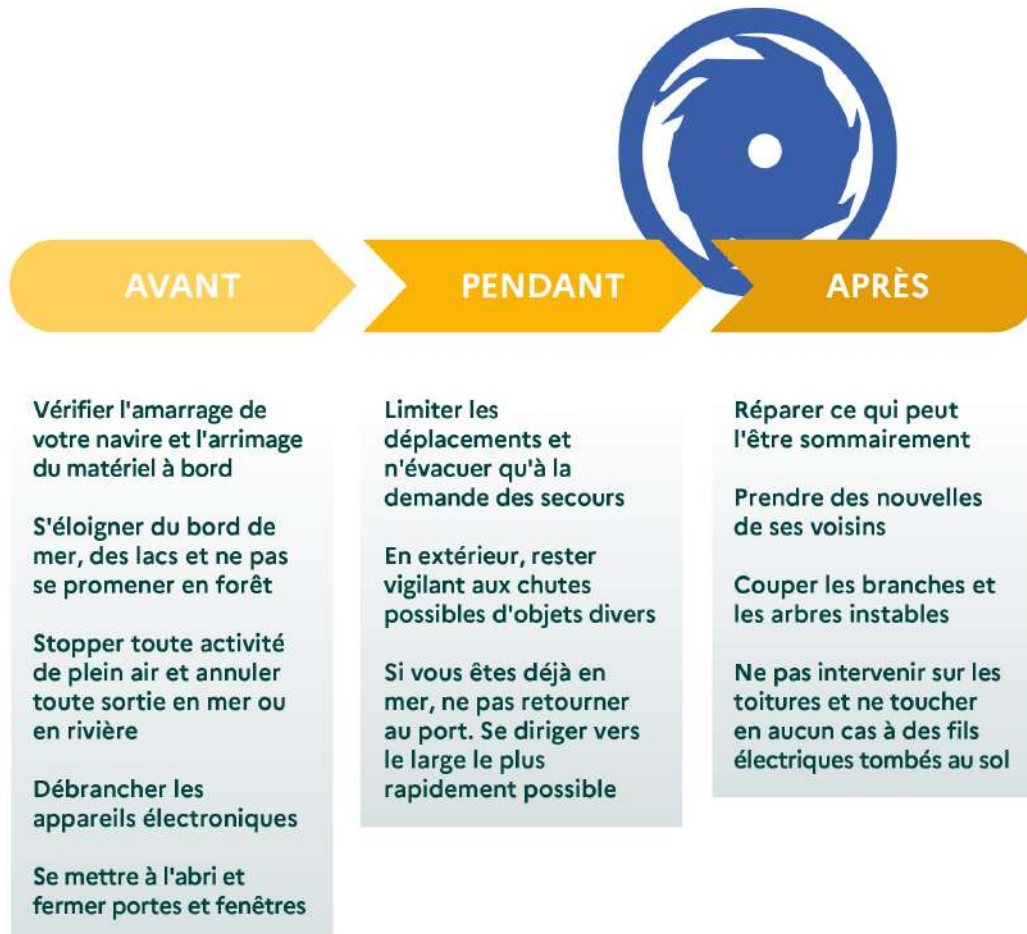 AVANT
PENDANT
APRÈS
Vérifier l'amarrage de
votre navire et l'arrimage
du matériel à bord
S'éloigner du bord de
mer, des lacs et ne pas
se promener en forêt
Stopper toute activité
de plein air et annuler
toute sortie en mer ou
en rivière
Débrancher les
appareils électroniques
Se mettre à l'abri et
fermer portes et fenêtres
Limiter les
déplacements et
n'évacuer qu'à la
demande des secours
En extérieur, rester
vigilant aux chutes
possibles d'objets divers
Si vous êtes déjà en
mer, ne pas retourner
au port. Se diriger vers
le large le plus
rapidement possible
Réparer ce qui peut
l'être sommairement
Prendre des nouvelles
de ses voisins
Couper les branches et
les arbres instables
Ne pas intervenir sur les
toitures et ne toucher
en aucun cas à des fils
électriques tombés au sol